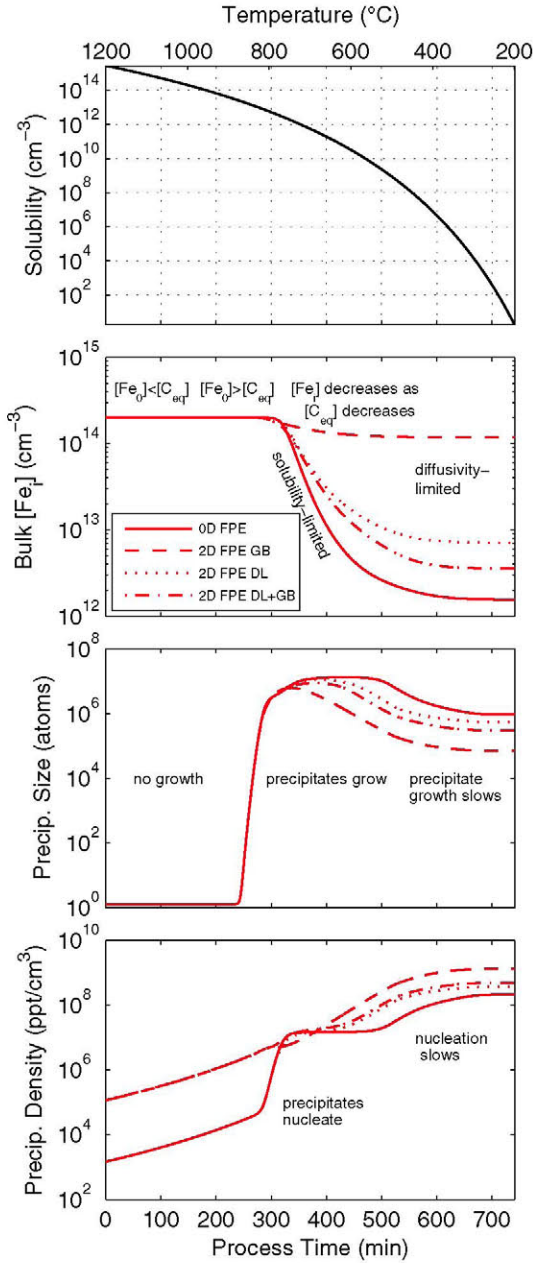 Temperature (°C)
1200 1000 800 600 400 200
Solubility (cm⁻³)
10¹⁴
10¹²
10¹⁰
10⁸
10⁶
10⁴
10²
Bulk [Feᵢ] (cm⁻³)
10¹⁵
10¹⁴
10¹³
10¹²
[Fe₀]<[Cₑq] [Fe₀]>[Cₑq] [Feᵢ] decreases as
[Cₑq] decreases
solubility–limited
diffusivity–
limited
0D FPE
2D FPE GB
2D FPE DL
2D FPE DL+GB
Precip. Size (atoms)
10⁸
10⁶
10⁴
10²
10⁰
no growth
precipitates grow
precipitate
growth slows
Precip. Density (ppt/cm³)
10¹⁰
10⁸
10⁶
10⁴
10²
precipitates
nucleate
nucleation
slows
0 100 200 300 400 500 600 700
Process Time (min)